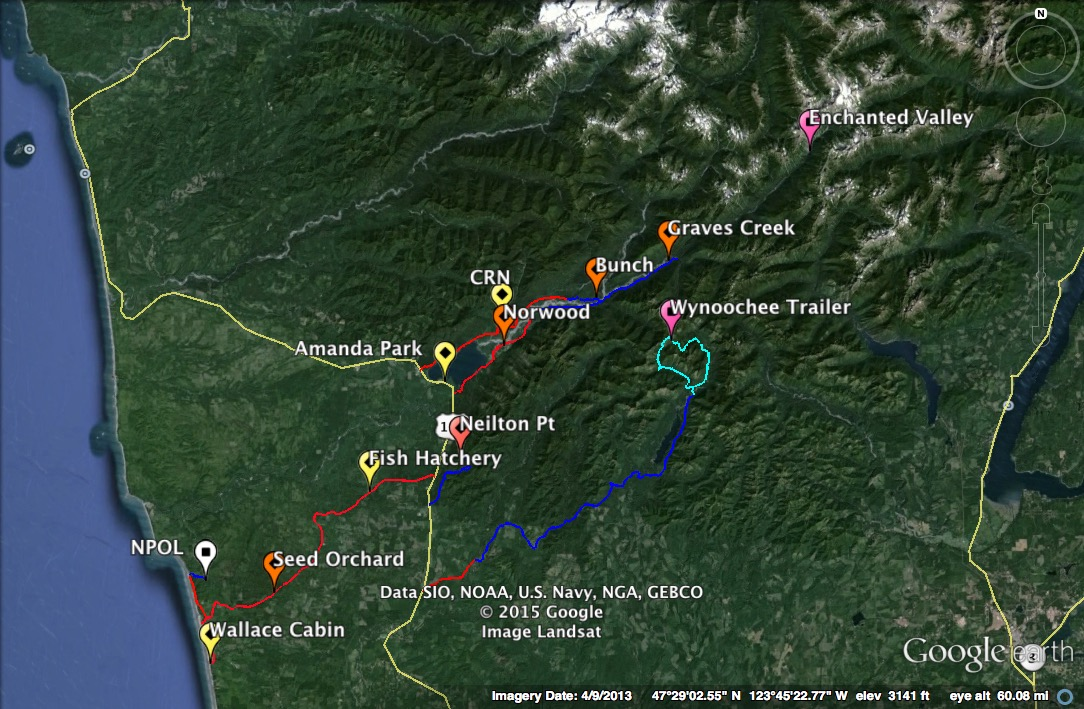 N
Enchanted Valley
Graves Creek
Bunch
CRN
Norwood
Wynoochee Trailer
Amanda Park
Neilton Pt
Fish Hatchery
NPOL
Seed Orchard
Data SIO, NOAA, U.S. Navy, NGA, GEBCO
© 2015 Google
Image Landsat
Wallace Cabin
Google earth
Imagery Date: 4/9/2013 47°29'02.55" N 123°45'22.77" W elev 3141 ft eye alt 60.08 mi